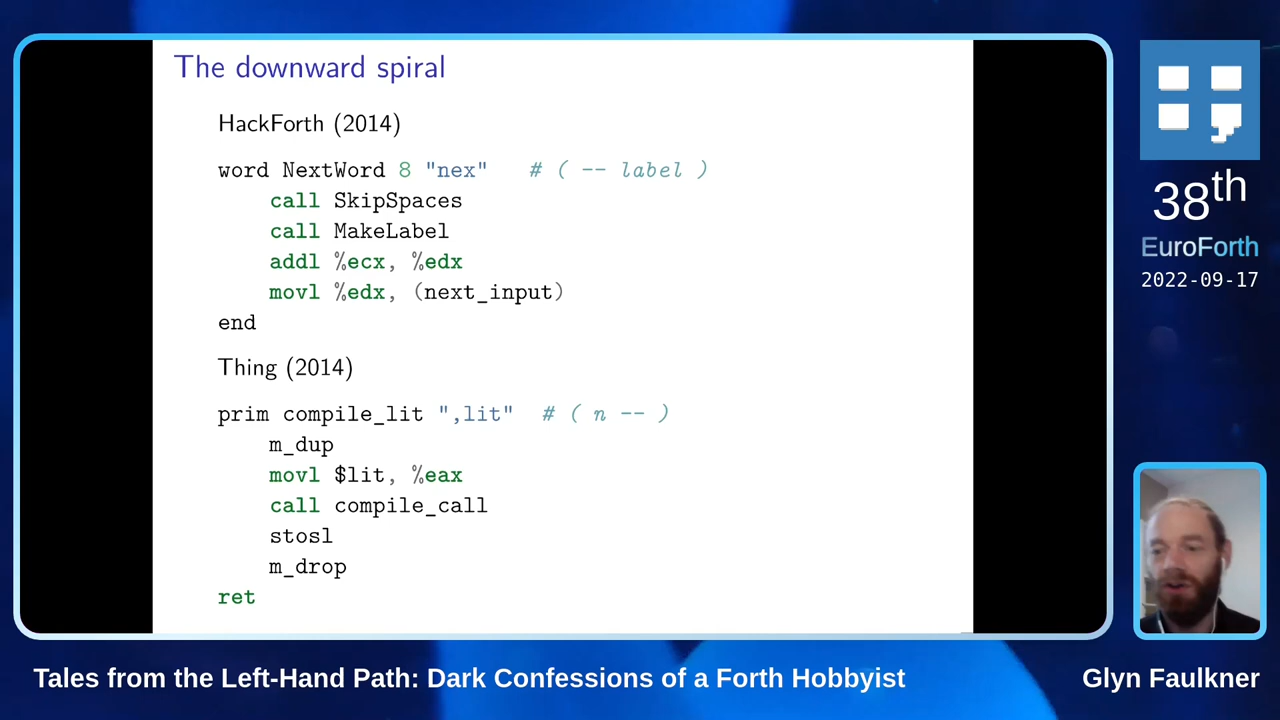 The downward spiral
HackForth (2014)
word NextWord 8 "nex" # ( -- label )
call SkipSpaces
call MakeLabel
addl %ecx, %edx
movl %edx, (next_input)
end
Thing (2014)
prim compile_lit ",lit" # ( n -- )
m_dup
movl $lit, %eax
call compile_call
stosl
m_drop
ret
38th
EuroForth
2022-09-17
Tales from the Left-Hand Path: Dark Confessions of a Forth Hobbyist
Glyn Faulkner